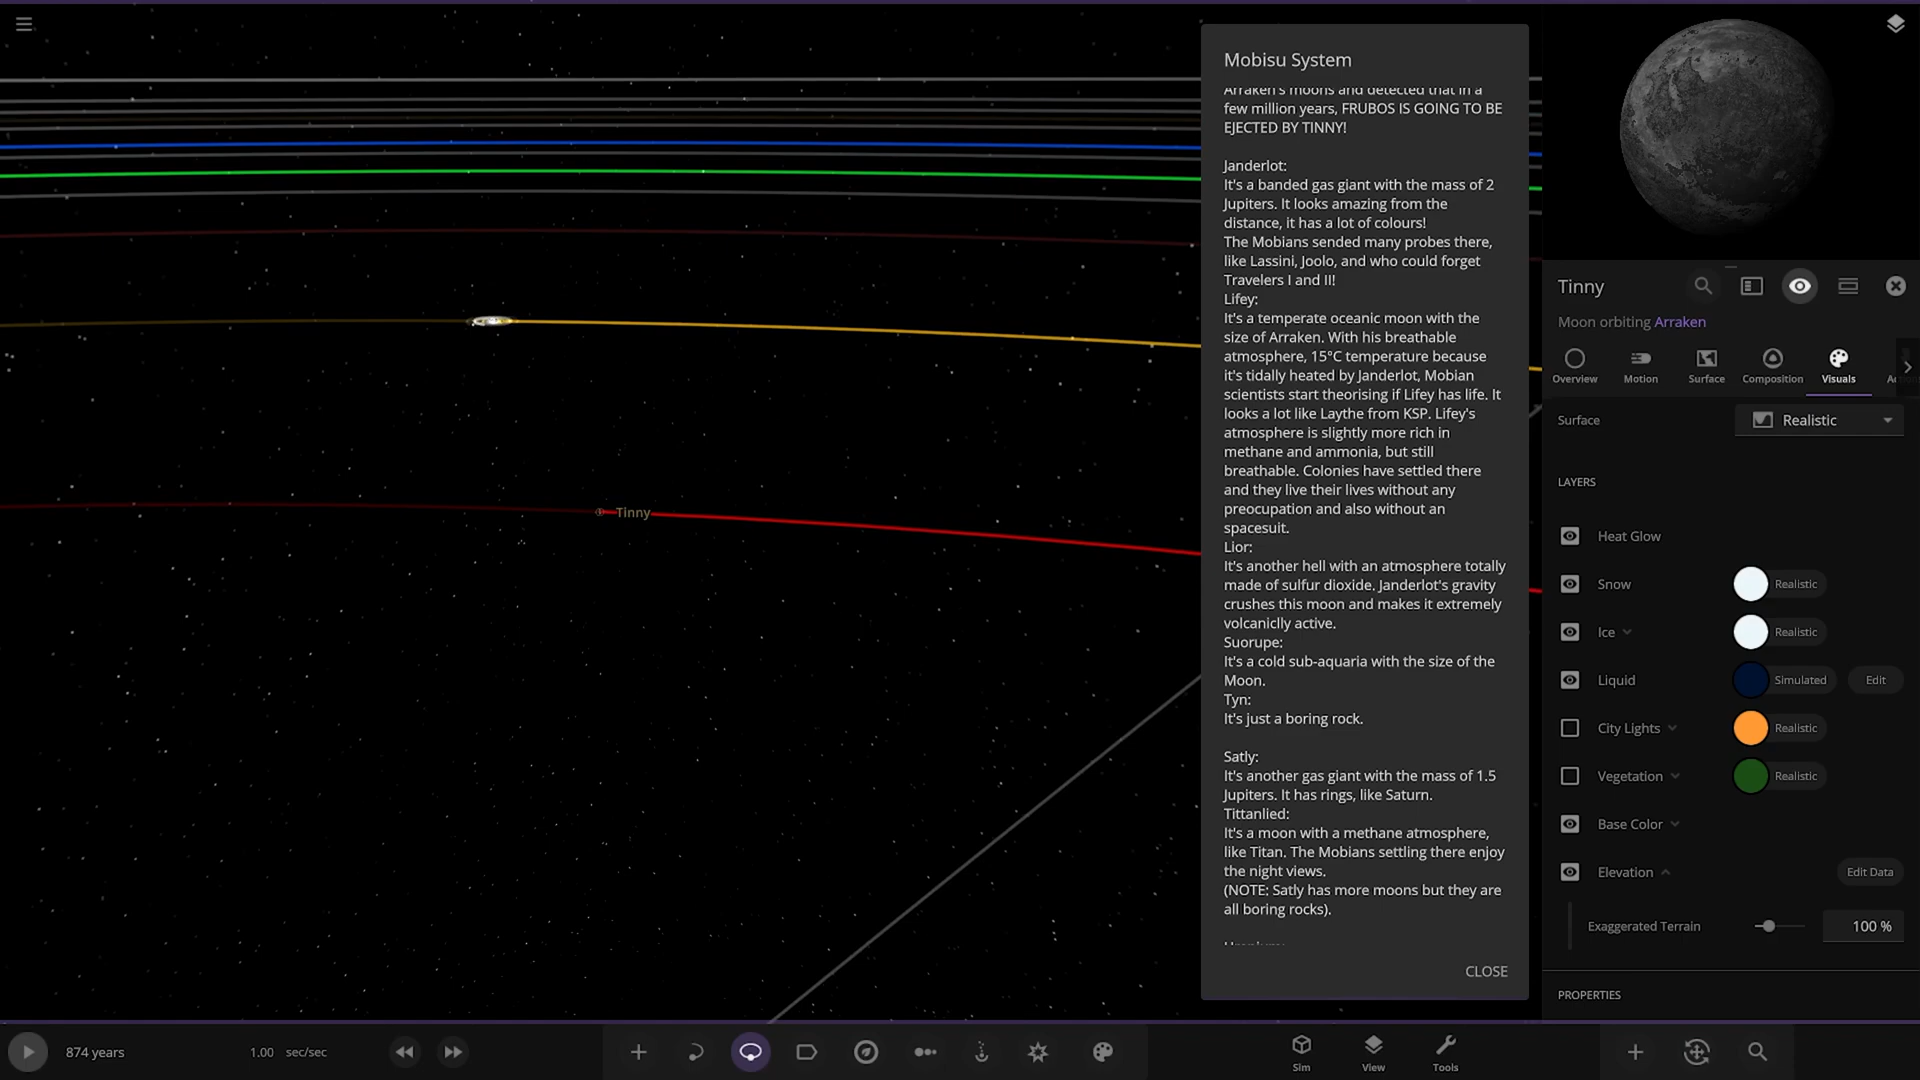 Mobisu System
Arraken's moons and detected that in a
few million years, FRUBOS IS GOING TO BE
EJECTED BY TINNY!
Janderlot:
It's a banded gas giant with the mass of 2
Jupiters. It looks amazing from the
distance, it has a lot of colours!
The Mobians sended many probes there,
like Lassini, Joolo, and who could forget
Travelers I and II!
Lifey:
It's a temperate oceanic moon with the
size of Arraken. With his breathable
atmosphere, 15°C temperature because
it's tidally heated by Janderlot, Mobian
scientists start theorising if Lifey has life. It
looks a lot like Laythe from KSP. Lifey's
atmosphere is slightly more rich in
methane and ammonia, but still
breathable. Colonies have settled there
and they live their lives without any
preocupation and also without an
spacesuit.
Lior:
It's another hell with an atmosphere totally
made of sulfur dioxide. Janderlot's gravity
crushes this moon and makes it extremely
volcaniclly active.
Suorupe:
It's a cold sub-aquaria with the size of the
Moon.
Tyn:
It's just a boring rock.
Satly:
It's another gas giant with the mass of 1.5
Jupiters. It has rings, like Saturn.
Tittanlied:
It's a moon with a methane atmosphere,
like Titan. The Mobians settling there enjoy
the night views.
(NOTE: Satly has more moons but they are
all boring rocks).
CLOSE
Tinny
Tinny
Moon orbiting Arraken
Overview
Motion
Surface
Composition
Visuals
Surface
Realistic
LAYERS
Heat Glow
Snow
Realistic
Ice
Realistic
Liquid
Simulated
Edit
City Lights
Realistic
Vegetation
Realistic
Base Color
Elevation
Edit Data
Exaggerated Terrain
100 %
PROPERTIES
874 years
1.00 sec/sec
Sim
View
Tools